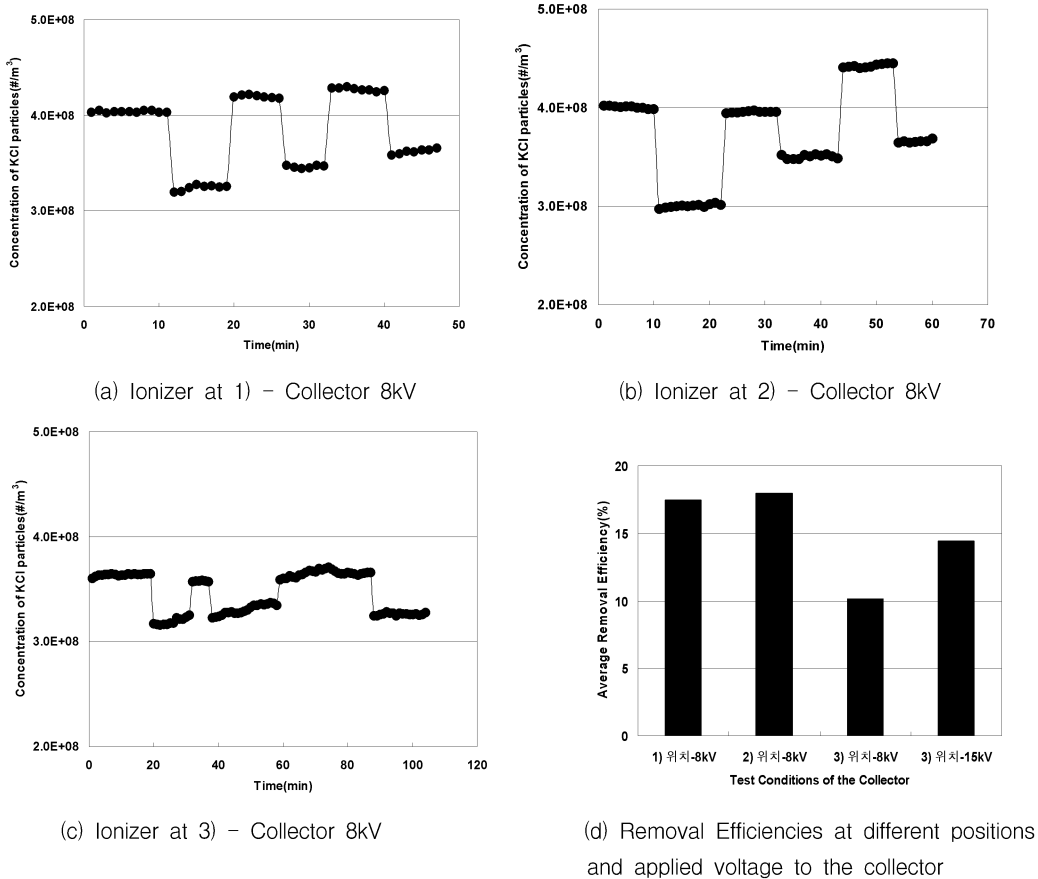 Concentration of KCl particles(#/m³)
5.0E+08
4.0E+08
3.0E+08
2.0E+08
0 10 20 30 40 50
Time(min)
(a) Ionizer at 1) - Collector 8kV
Concentration of KCl particles(#/m³)
5.0E+08
4.0E+08
3.0E+08
2.0E+08
0 10 20 30 40 50 60 70
Time(min)
(b) Ionizer at 2) - Collector 8kV
Concentration of KCl particles(#/m³)
5.0E+08
4.0E+08
3.0E+08
2.0E+08
0 20 40 60 80 100 120
Time(min)
(c) Ionizer at 3) - Collector 8kV
Average Removal Efficiency(%)
20
15
10
5
0
1) 위치-8kV 2) 위치-8kV 3) 위치-8kV 3) 위치-15kV
Test Conditions of the Collector
(d) Removal Efficiencies at different positions
and applied voltage to the collector